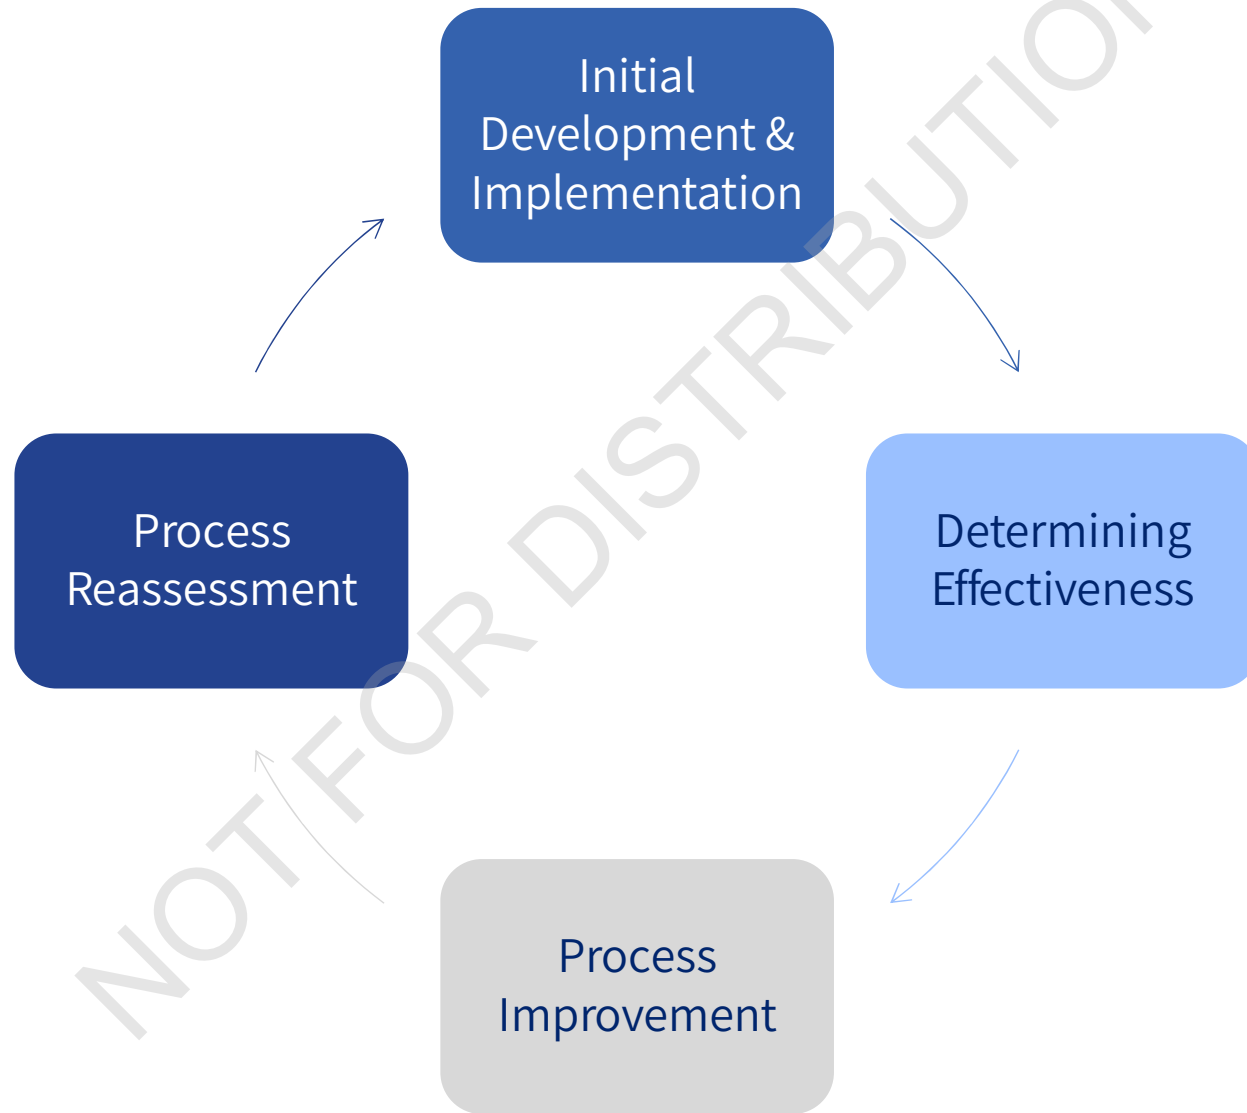 Initial
Development &
Implementation
Determining
Effectiveness
Process
Improvement
Process
Reassessment
NOT FOR DISTRIBUTION